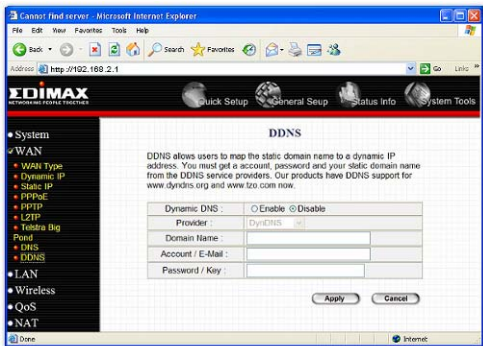 Cannot find server - Microsoft Internet Explorer
File Edit View Favorites Tools Help
Back Search Favorites
Address http://192.168.2.1 Go Links
EDIMAX
NETWORKING PEOPLE TOGETHER
Quick Setup General Seup Status Info System Tools
System
WAN
WAN Type
Dynamic IP
Static IP
PPPoE
PPTP
L2TP
Telstra Big
Pond
DNS
DDNS
LAN
Wireless
QoS
NAT
DDNS
DDNS allows users to map the static domain name to a dynamic IP
address. You must get a account, password and your static domain name
from the DDNS service providers. Our products have DDNS support for
www.dyndns.org and www.tzo.com now.
Dynamic DNS : Enable Disable
Provider : DynDNS
Domain Name :
Account / E-Mail :
Password / Key :
Apply Cancel
Done Internet